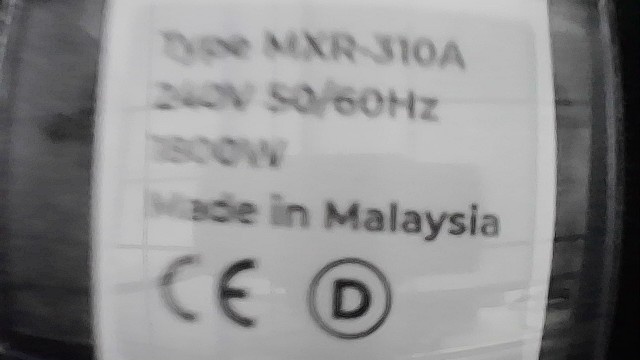 Type MXR-310A
240V 50/60Hz
1800W
Made in Malaysia
CE D